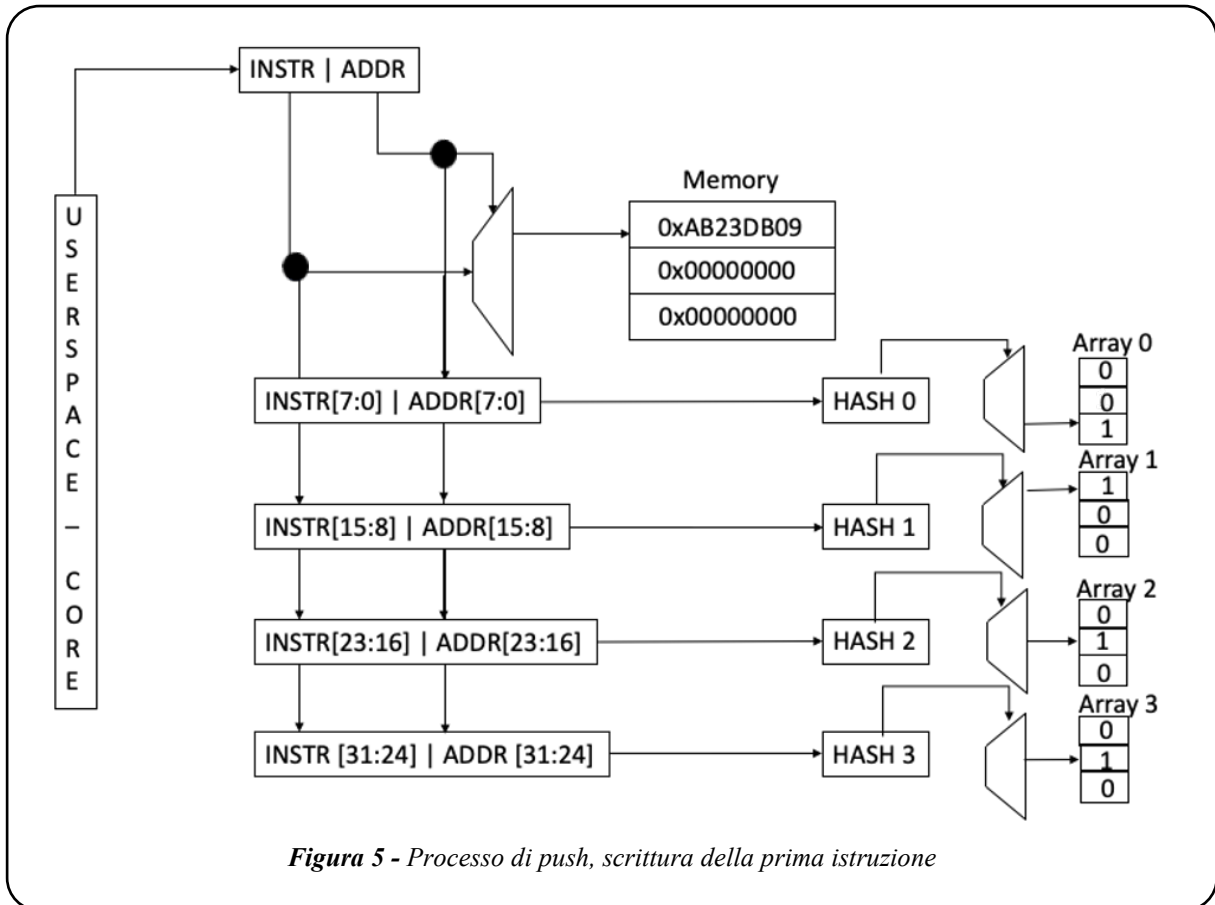 INSTR | ADDR
USERSPACE – CORE
Memory
0xAB23DB09
0x00000000
0x00000000
INSTR[7:0] | ADDR[7:0]
HASH 0
Array 0
0
0
1
INSTR[15:8] | ADDR[15:8]
HASH 1
Array 1
1
0
0
INSTR[23:16] | ADDR[23:16]
HASH 2
Array 2
0
1
0
INSTR [31:24] | ADDR [31:24]
HASH 3
Array 3
0
1
0
Figura 5 - Processo di push, scrittura della prima istruzione